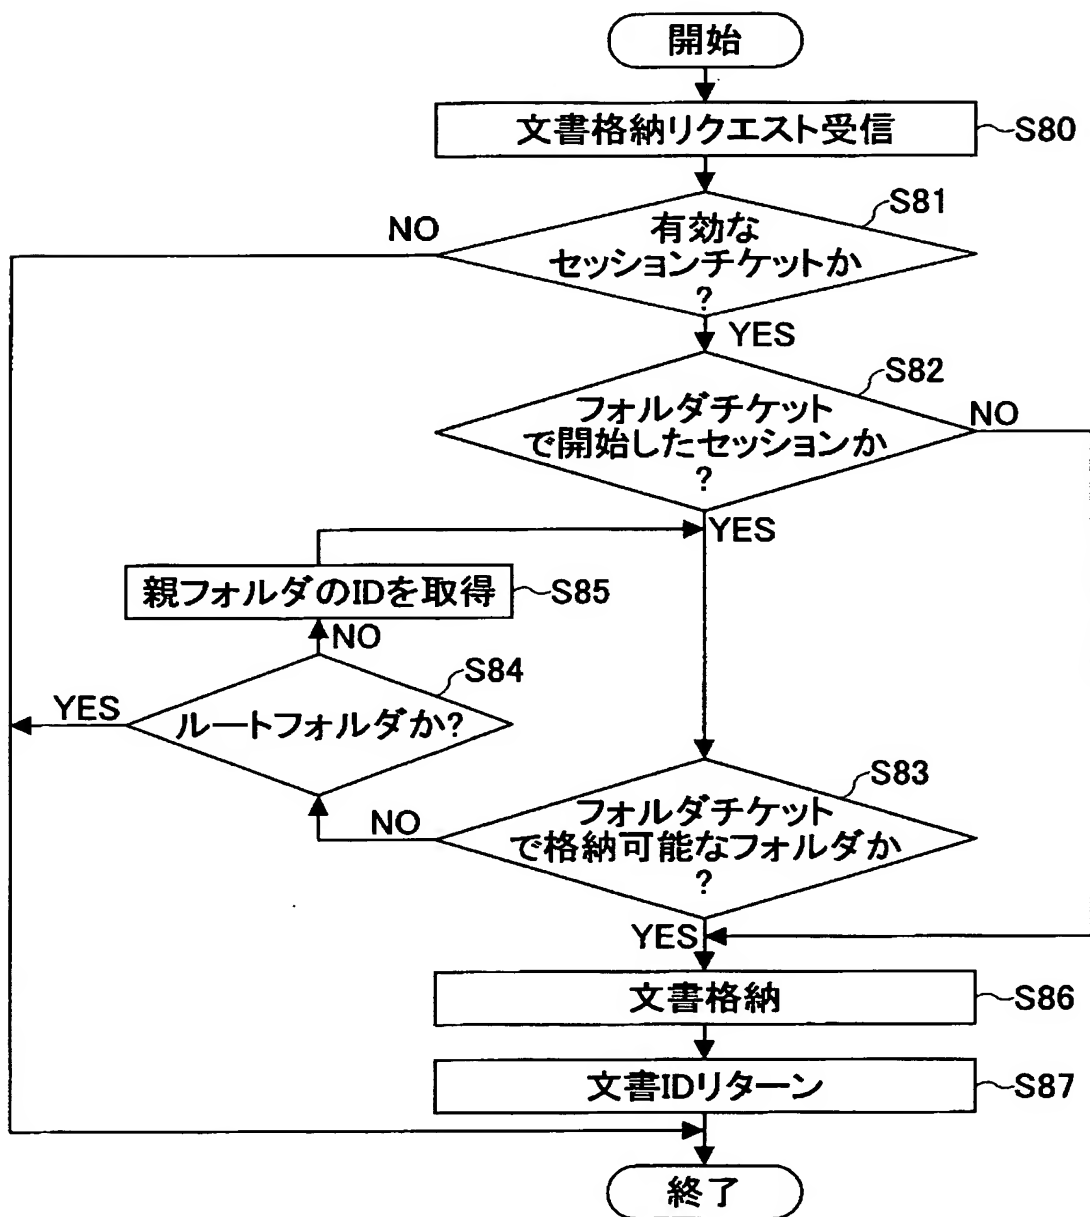 開始
文書格納リクエスト受信
S80
S81
NO
有効な
セッションチケットか
?
YES
S82
フォルダチケット
で開始したセッションか
?
NO
YES
親フォルダのIDを取得
S85
NO
S84
YES
ルートフォルダか?
S83
フォルダチケット
で格納可能なフォルダか
?
NO
YES
文書格納
S86
文書IDリターン
S87
終了